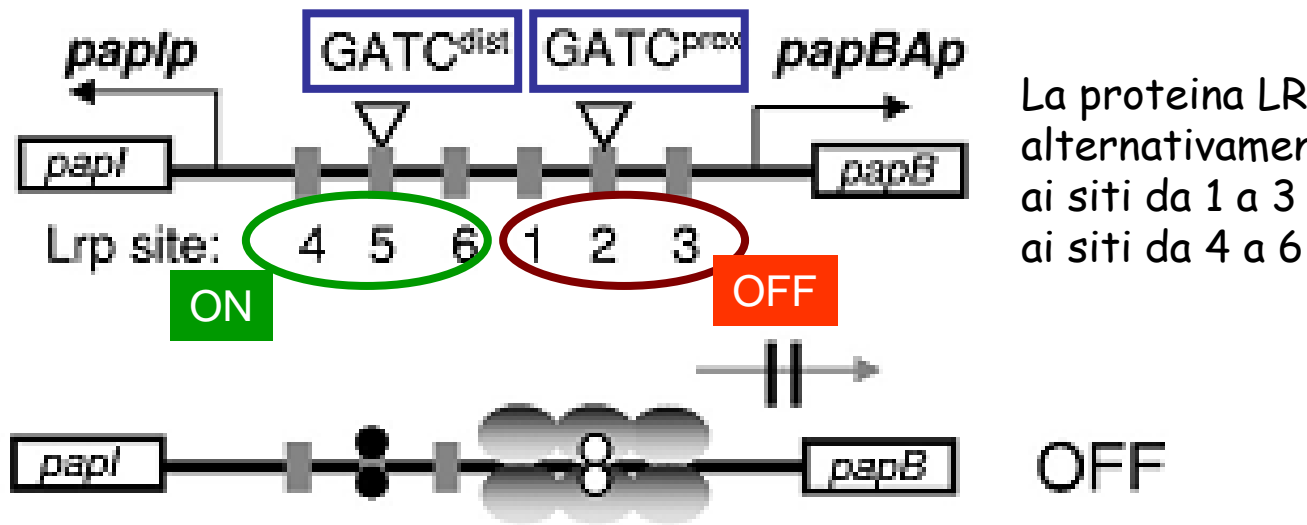 papIp GATCdist GATCprox papBAp
papI papB
Lrp site: 4 5 6 1 2 3
ON OFF
La proteina LR
ai siti da 1 a 3
ai siti da 4 a 6
papI papB OFF